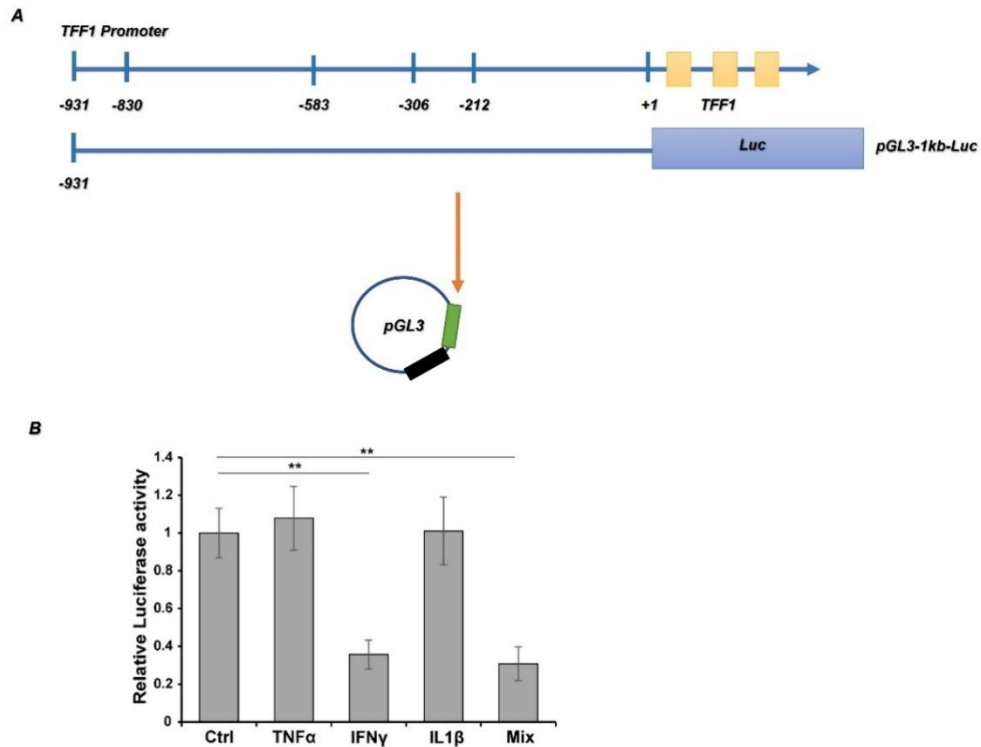 A
TFF1 Promoter
-931 -830 -583 -306 -212 +1 TFF1
Luc pGL3-1kb-Luc
-931
pGL3
B
**
**
Relative Luciferase activity
1.4
1.2
1
0.8
0.6
0.4
0.2
0
Ctrl TNFα IFNγ IL1β Mix